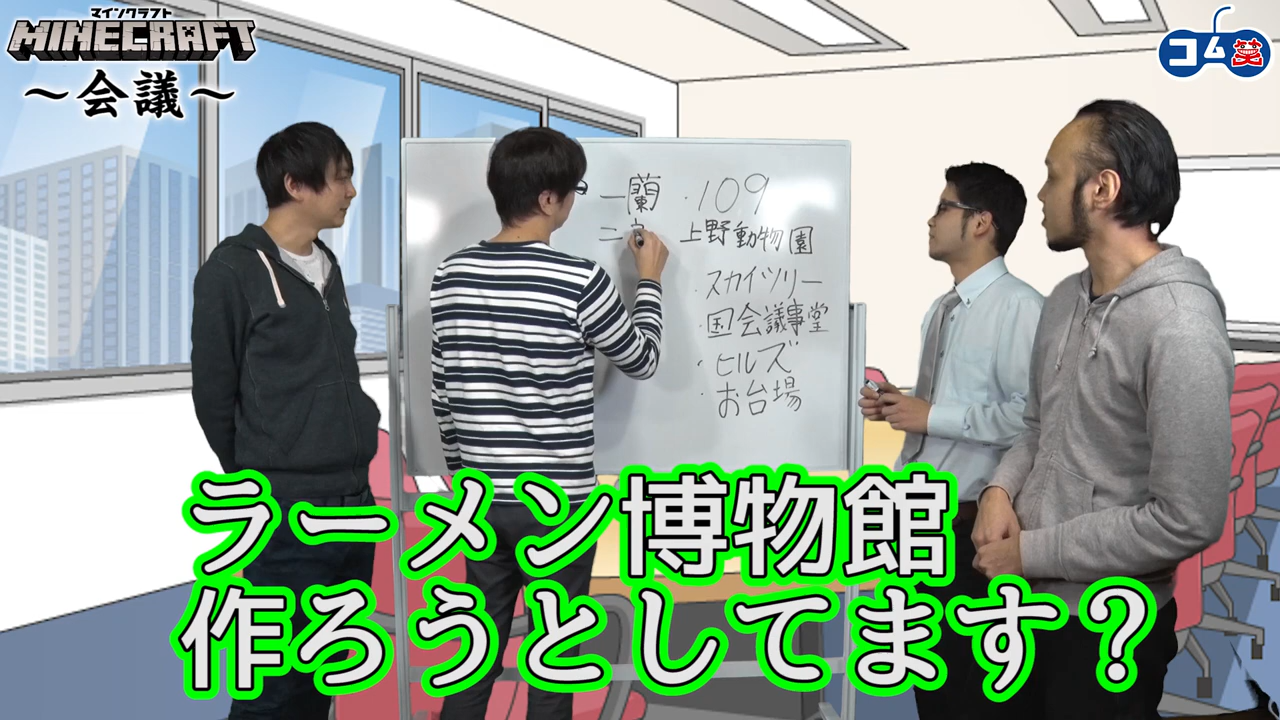 マインクラフト
MINECRAFT
～会議～
コム笑
一蘭
・109
二
上野動物園
・スカイツリー
・国会議事堂
・ヒルズ
・お台場
ラーメン博物館
作ろうとしてます？